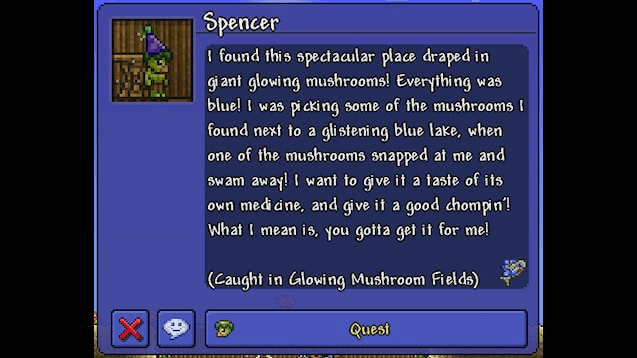 Spencer
I found this spectacular place draped in
giant glowing mushrooms! Everything was
blue! I was picking some of the mushrooms I
found next to a glistening blue lake, when
one of the mushrooms snapped at me and
swam away! I want to give it a taste of its
own medicine, and give it a good chompin'!
What I mean is, you gotta get it for me!
(Caught in Glowing Mushroom Fields)
Quest